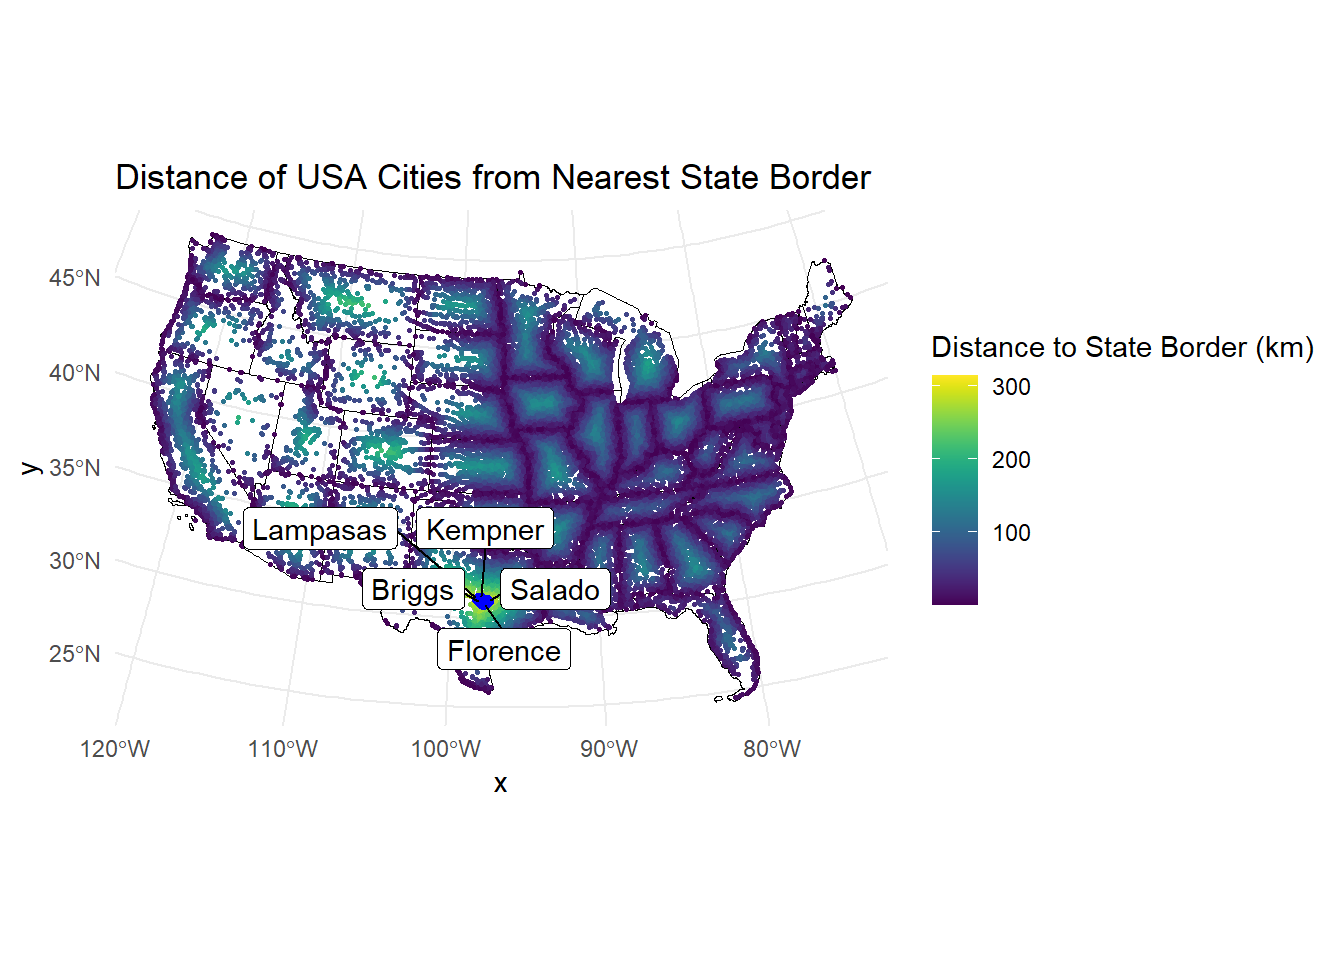 Distance of USA Cities from Nearest State Border
45°N
40°N
35°N
30°N
25°N
y
Lampasas
Kempner
Briggs
Salado
Florence
120°W
110°W
100°W
90°W
80°W
x
Distance to State Border (km)
300
200
100